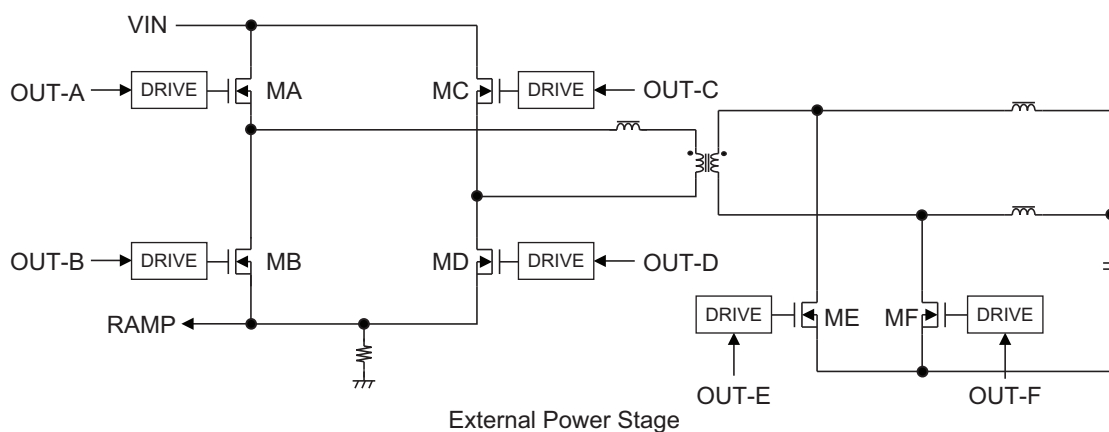 VIN
OUT-A DRIVE MA MC DRIVE OUT-C
OUT-B DRIVE MB MD DRIVE OUT-D
RAMP
DRIVE ME MF DRIVE
OUT-E OUT-F
External Power Stage